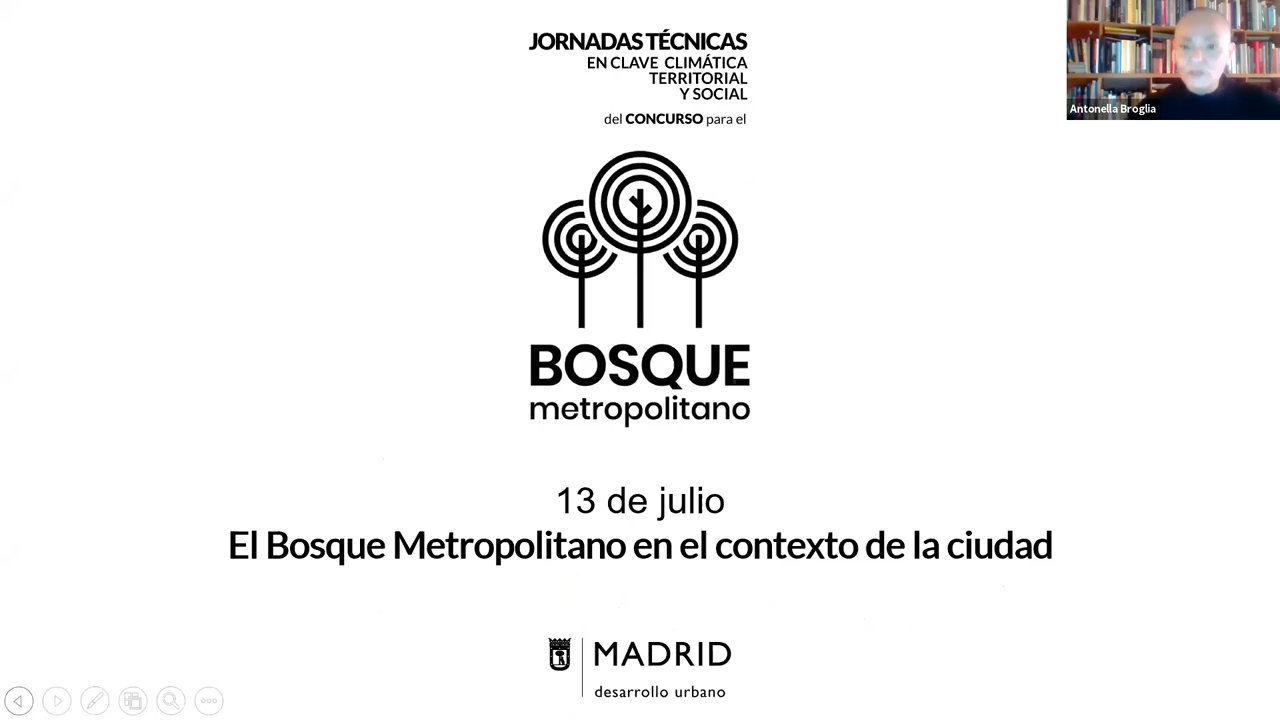 JORNADAS TÉCNICAS
EN CLAVE CLIMÁTICA
TERRITORIAL
Y SOCIAL
del CONCURSO para el
BOSQUE
metropolitano
13 de julio
El Bosque Metropolitano en el contexto de la ciudad
MADRID
desarrollo urbano
Antonella Broglia